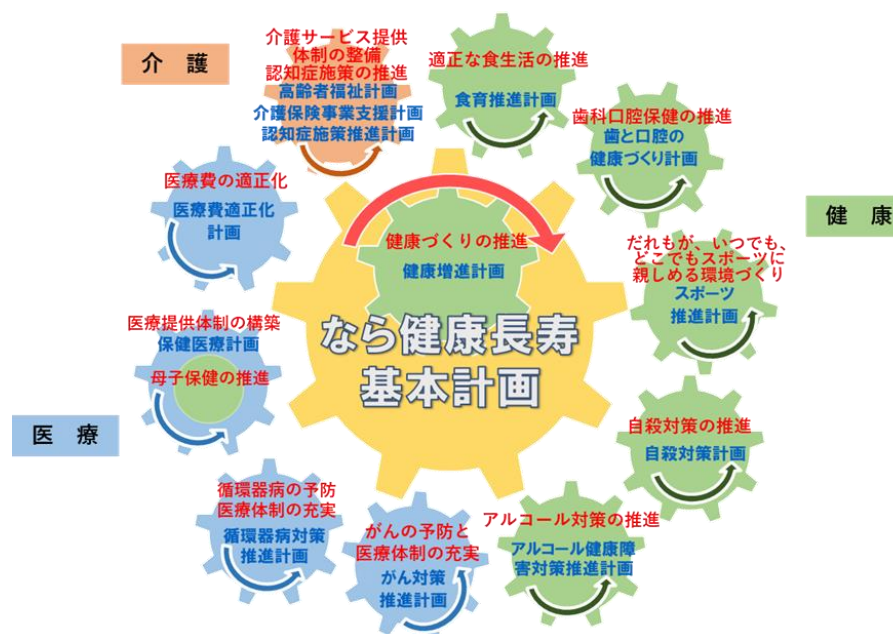 介護サービス提供
体制の整備
認知症施策の推進
高齢者福祉計画
介護保険事業支援計画
認知症施策推進計画
介 護
適正な食生活の推進
食育推進計画
歯科口腔保健の推進
歯と口腔の
健康づくり計画
健 康
医療費の適正化
医療費適正化
計画
健康づくりの推進
健康増進計画
だれもが、いつでも、
どこでもスポーツに
親しめる環境づくり
スポーツ
推進計画
なら健康長寿
基本計画
医療提供体制の構築
保健医療計画
母子保健の推進
医 療
自殺対策の推進
自殺対策計画
循環器病の予防
医療体制の充実
循環器病対策
推進計画
がんの予防と
医療体制の充実
がん対策
推進計画
アルコール対策の推進
アルコール健康障
害対策推進計画